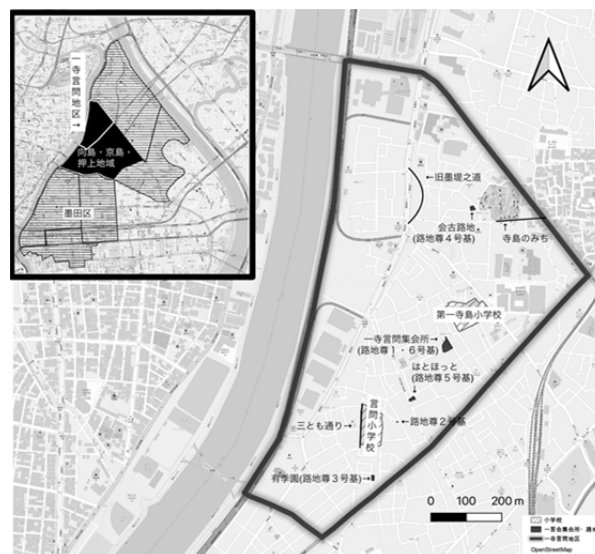 一寺言問地区→
向島・京島・
押上地域
墨田区
←旧墨堤之道
会古路地
(路地尊4号基)
寺島のみち
第一寺島小学校
一寺言問集会所→
(路地尊1・6号基)
はとほっと
(路地尊5号基)
言問小学校
三とも通り→
←路地尊2号基
有季園(路地尊3号基)→
0 100 200 m
小学校
一寺言問地区
OpenStreetMap